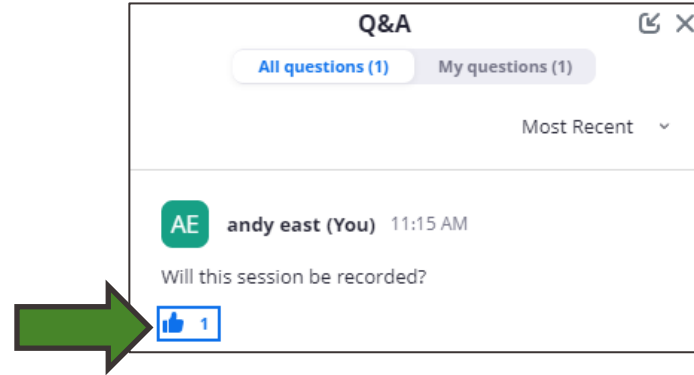 Q&A
All questions (1) My questions (1)
Most Recent
AE andy east (You) 11:15 AM
Will this session be recorded?
1